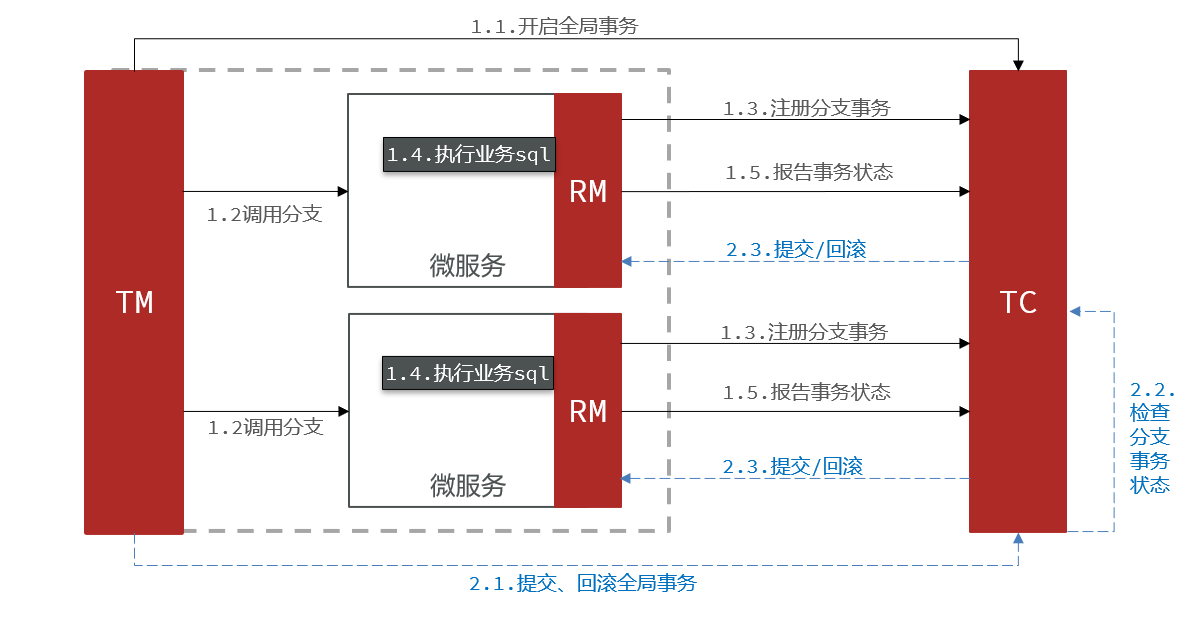 1.1.开启全局事务
TM
1.2调用分支
1.4.执行业务sql
微服务
RM
1.3.注册分支事务
1.5.报告事务状态
2.3.提交/回滚
1.2调用分支
1.4.执行业务sql
微服务
RM
1.3.注册分支事务
1.5.报告事务状态
2.3.提交/回滚
TC
2.2.
检查
分支
事务
状态
2.1.提交、回滚全局事务